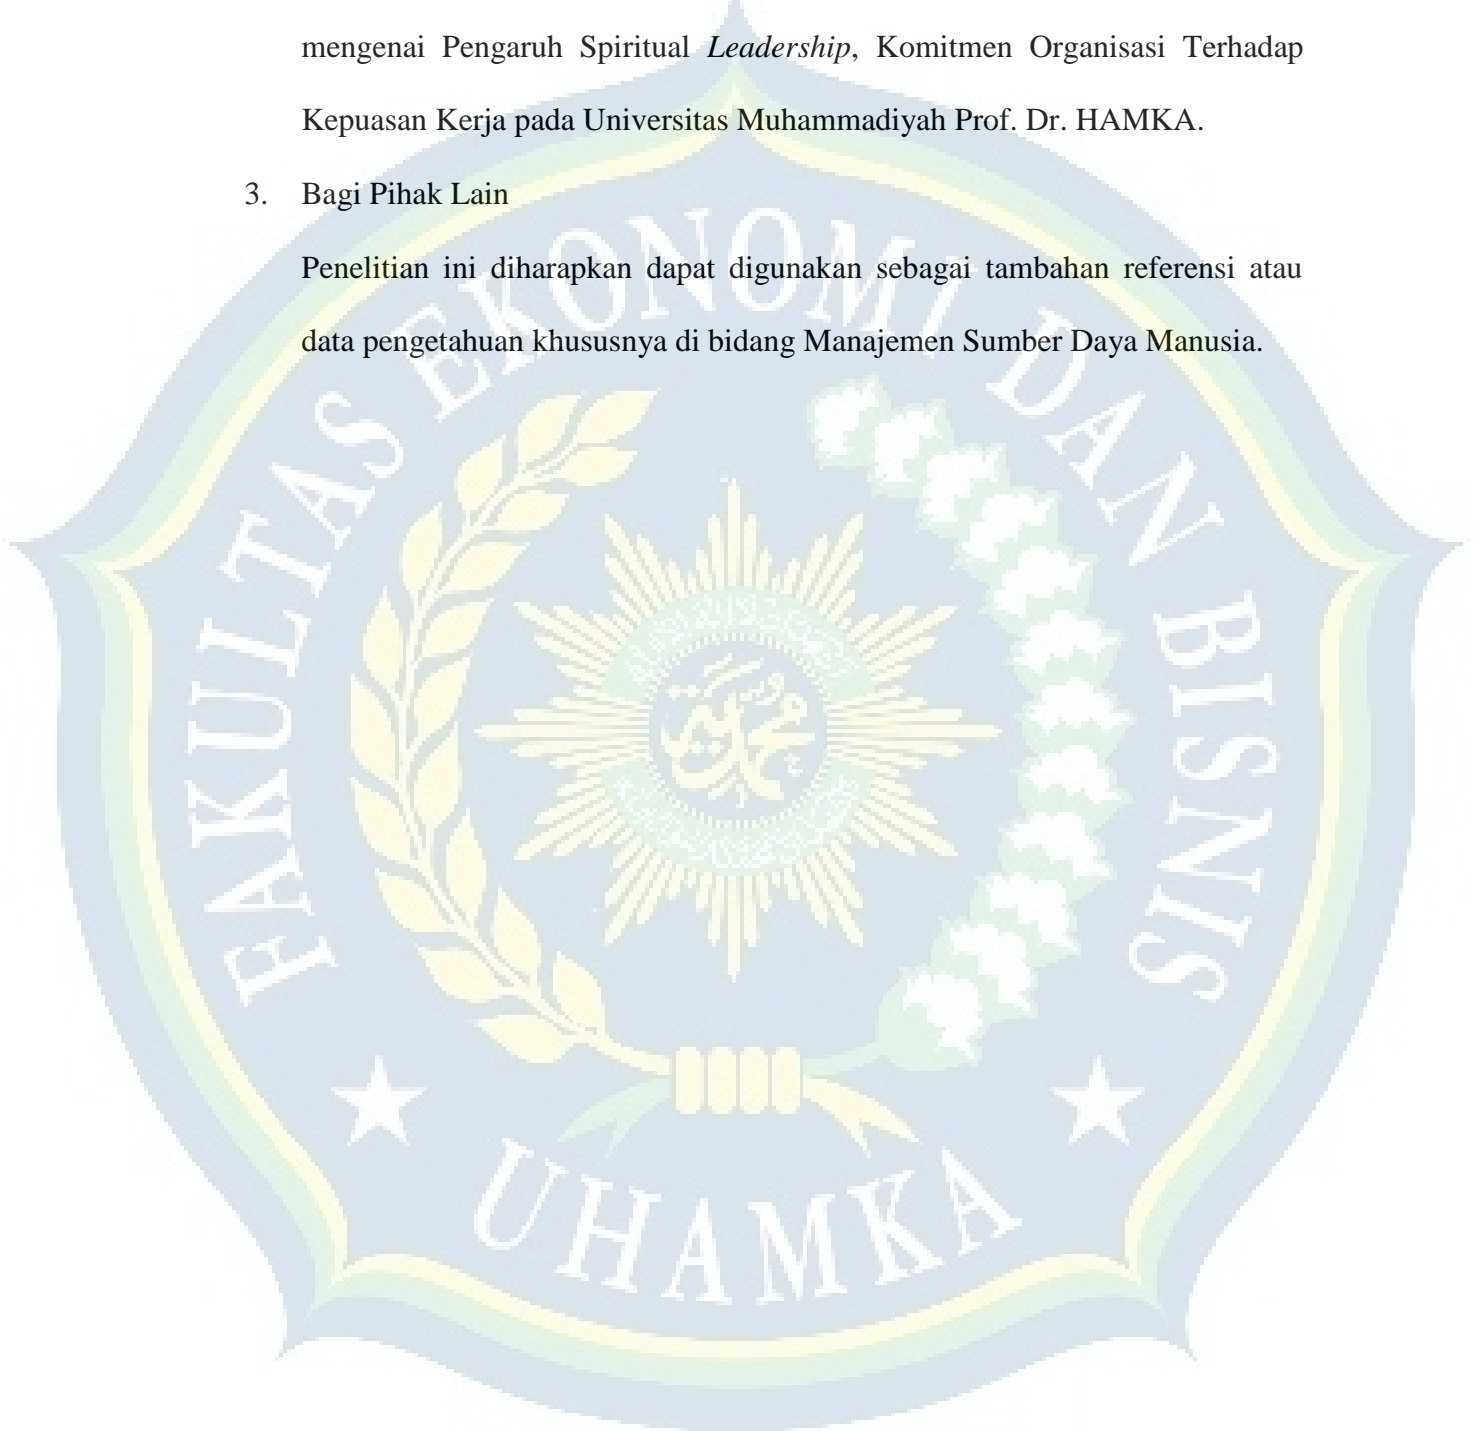 mengenai Pengaruh Spiritual Leadership, Komitmen Organisasi Terhadap
Kepuasan Kerja pada Universitas Muhammadiyah Prof. Dr. HAMKA.
3. Bagi Pihak Lain
Penelitian ini diharapkan dapat digunakan sebagai tambahan referensi atau
data pengetahuan khususnya di bidang Manajemen Sumber Daya Manusia.
FAKULTAS EKONOMI DAN BISNIS
محمدية
UHAMKA